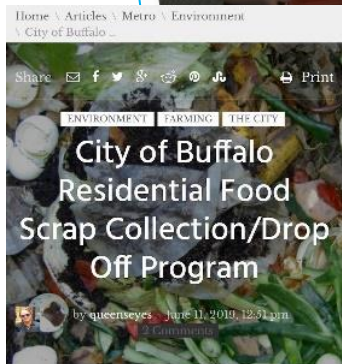 Home \ Articles \ Metro \ Environment
\ City of Buffalo ...
Share Print
ENVIRONMENT FARMING THE CITY
City of Buffalo
Residential Food
Scrap Collection/Drop
Off Program
by queenseyes June 11, 2019, 12:51 pm
2 Comments